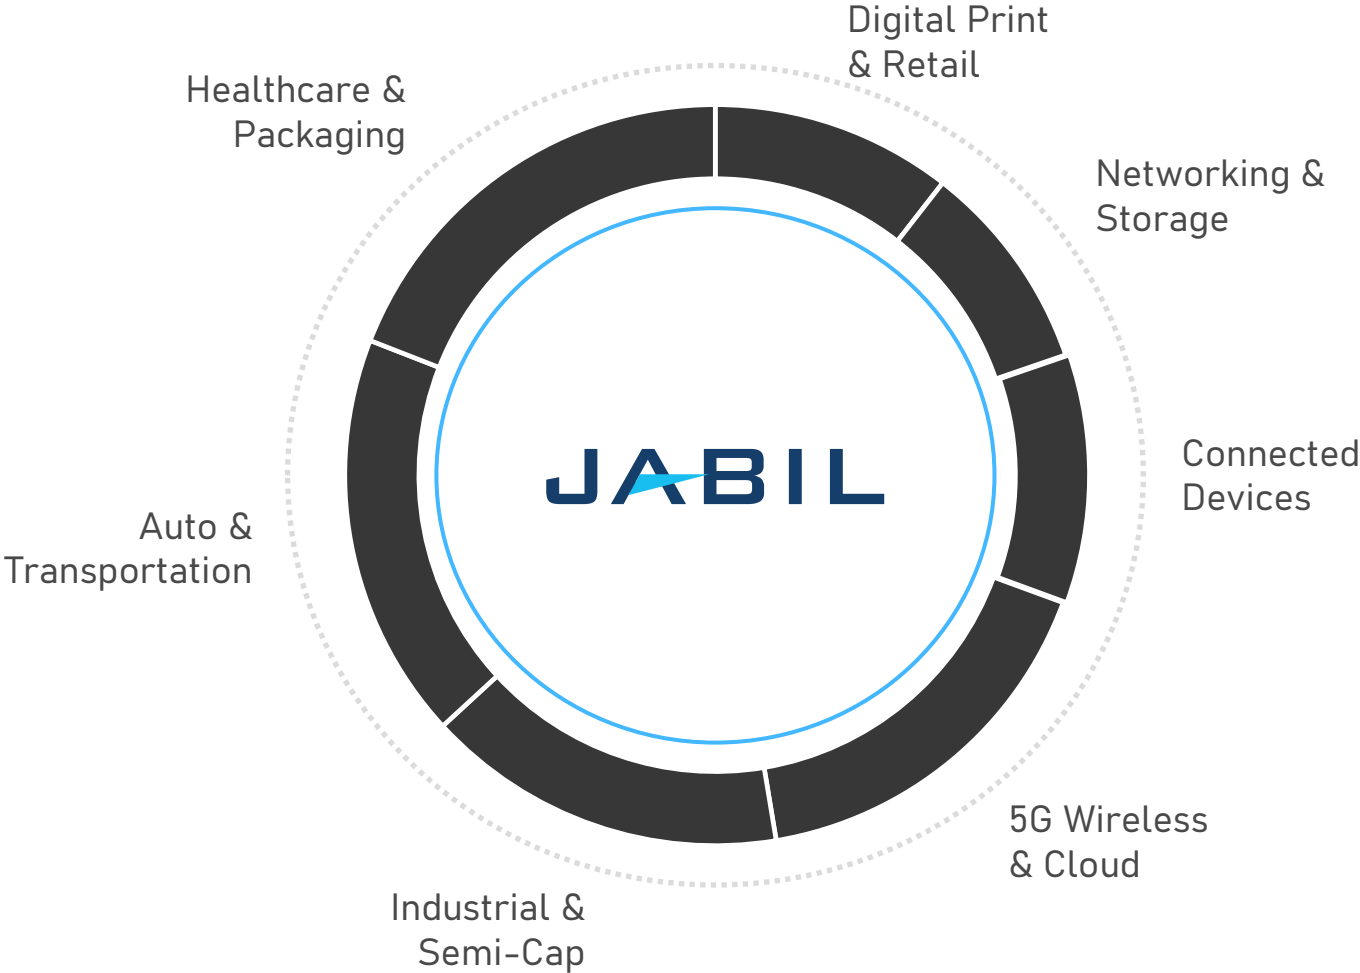 Digital Print
& Retail
Healthcare &
Packaging
Networking &
Storage
JABIL
Connected
Devices
Auto &
Transportation
5G Wireless
& Cloud
Industrial &
Semi-Cap